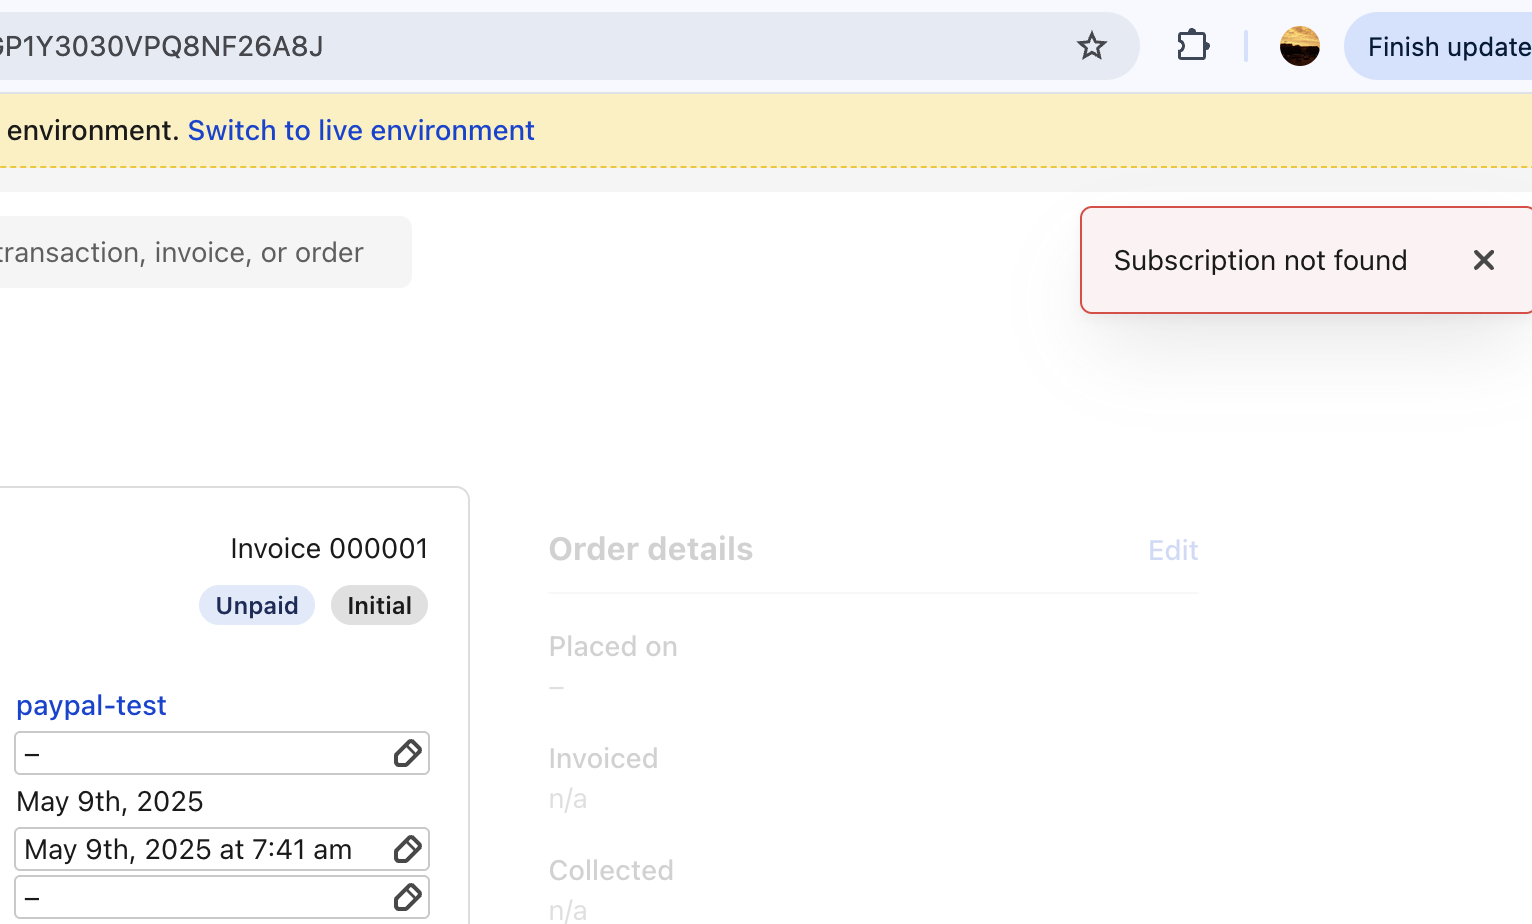 GP1Y3030VPQ8NF26A8J
Finish update
environment. Switch to live environment
transaction, invoice, or order
Subscription not found
Invoice 000001
Unpaid Initial
paypal-test
–
May 9th, 2025
May 9th, 2025 at 7:41 am
–
Order details
Edit
Placed on
–
Invoiced
n/a
Collected
n/a